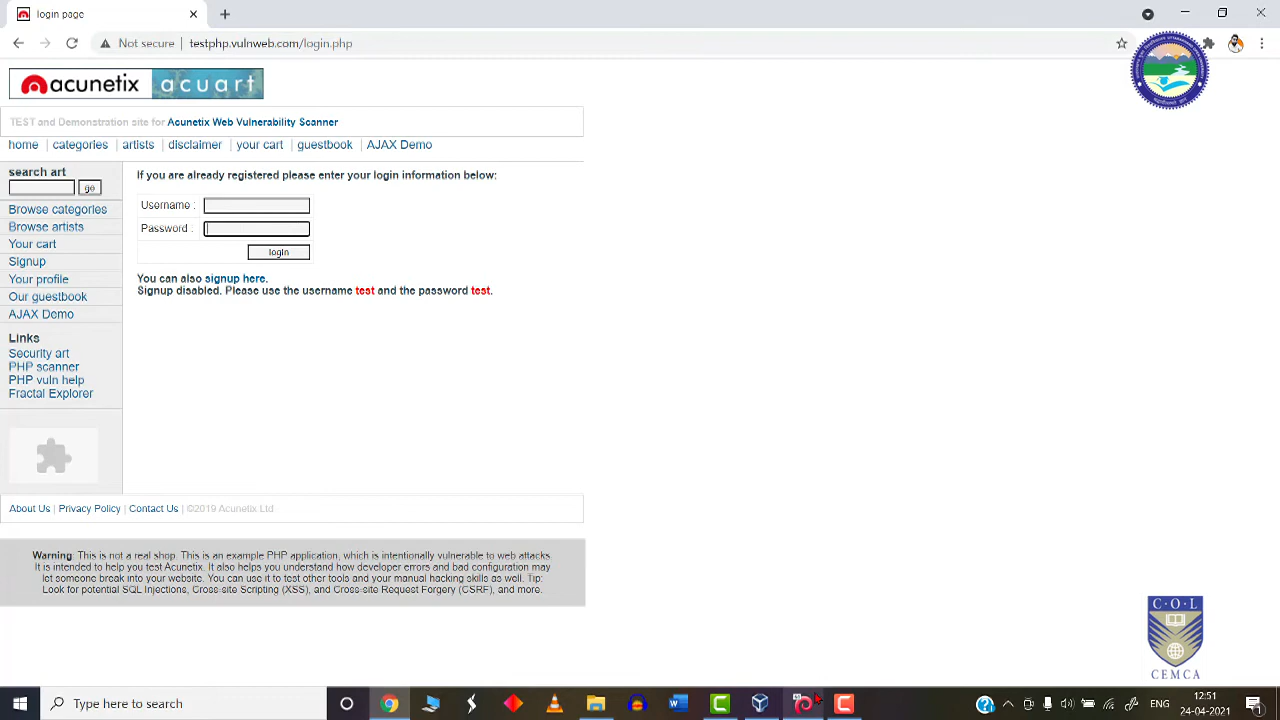 login page
Not secure testphp.vulnweb.com/login.php
acunetix acuart
TEST and Demonstration site for Acunetix Web Vulnerability Scanner
home | categories | artists | disclaimer | your cart | guestbook | AJAX Demo
search art
go
Browse categories
Browse artists
Your cart
Signup
Your profile
Our guestbook
AJAX Demo
Links
Security art
PHP scanner
PHP vuln help
Fractal Explorer
If you are already registered please enter your login information below:
Username :
Password :
login
You can also signup here.
Signup disabled. Please use the username test and the password test.
About Us | Privacy Policy | Contact Us | ©2019 Acunetix Ltd
Warning: This is not a real shop. This is an example PHP application, which is intentionally vulnerable to web attacks.
It is intended to help you test Acunetix. It also helps you understand how developer errors and bad configuration may
let someone break into your website. You can use it to test other tools and your manual hacking skills as well. Tip:
Look for potential SQL Injections, Cross-site Scripting (XSS), and Cross-site Request Forgery (CSRF), and more.
C·O·L
CEMCA
Type here to search
ENG
12:51
24-04-2021